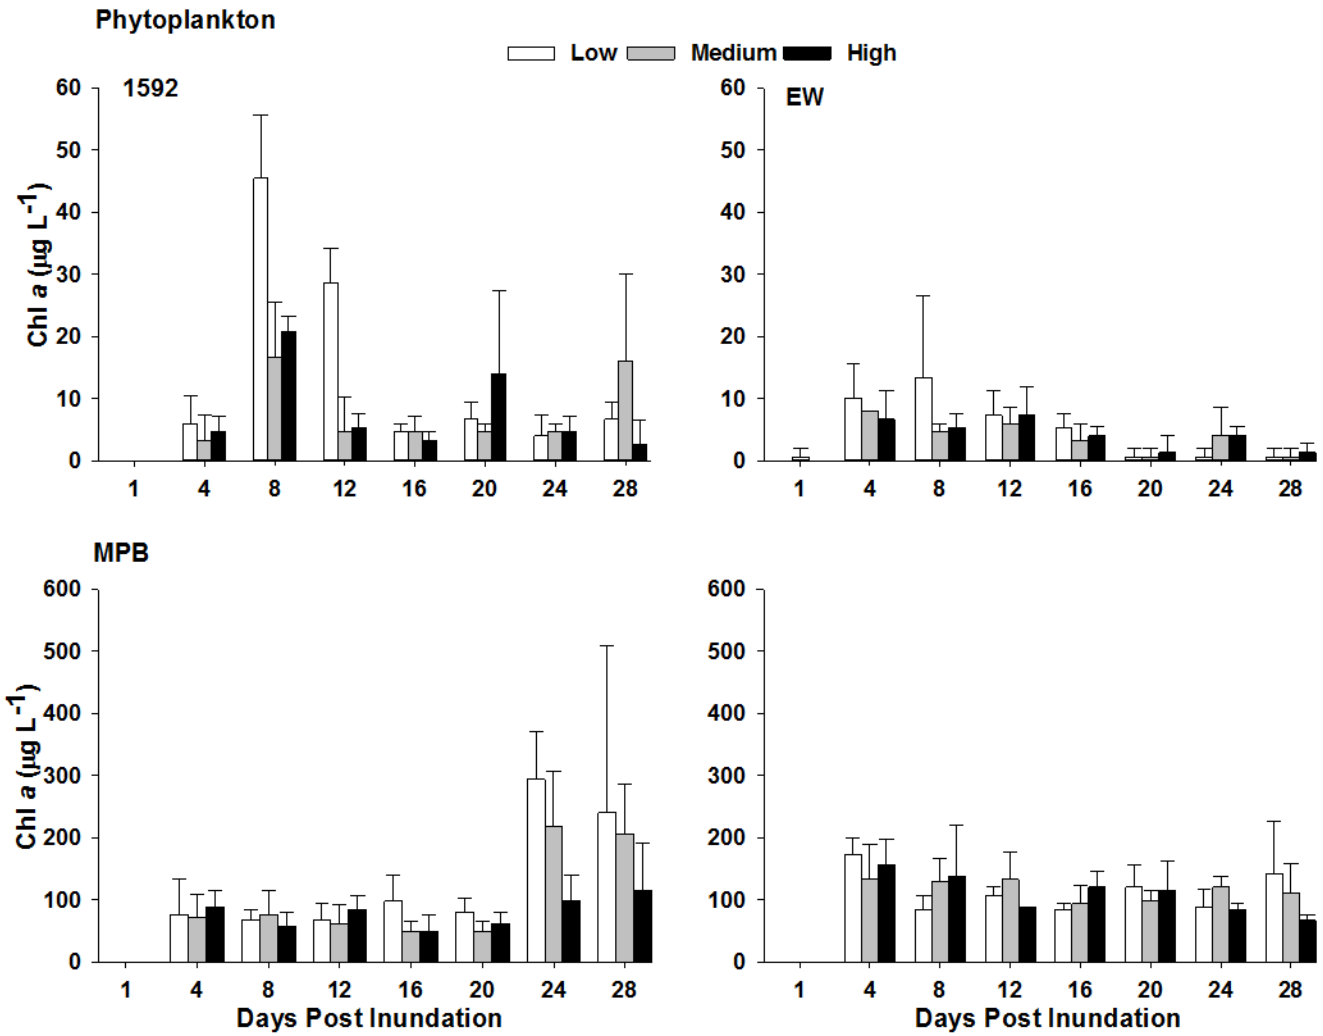 Phytoplankton
Low Medium High
1592
60
50
40
30
20
10
0
Chl a (µg L-1)
1 4 8 12 16 20 24 28
EW
60
50
40
30
20
10
0
1 4 8 12 16 20 24 28
MPB
600
500
400
300
200
100
0
Chl a (µg L-1)
1 4 8 12 16 20 24 28
Days Post Inundation
600
500
400
300
200
100
0
1 4 8 12 16 20 24 28
Days Post Inundation